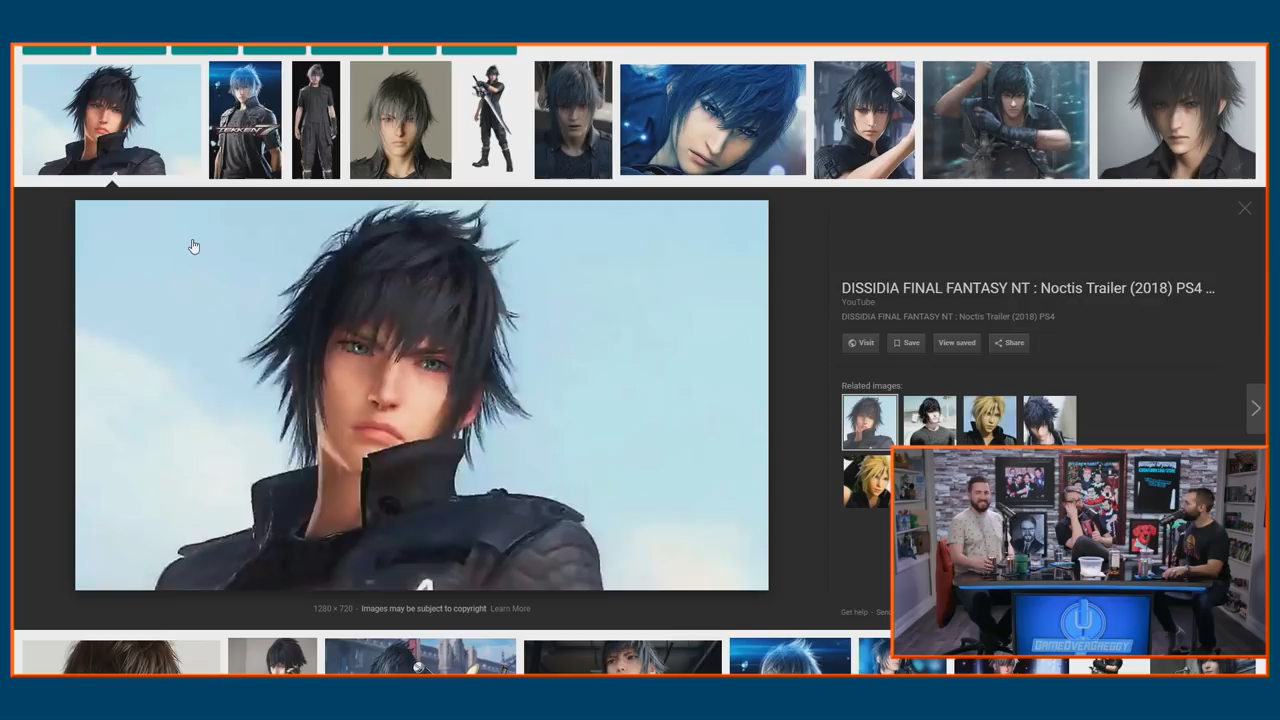 TEKKEN 7
DISSIDIA FINAL FANTASY NT : Noctis Trailer (2018) PS4 ...
YouTube
DISSIDIA FINAL FANTASY NT : Noctis Trailer (2018) PS4
Visit
Save
View saved
Share
Related images:
1280 × 720 - Images may be subject to copyright Learn More
Get help - Send
GAMEOVERGREGGY